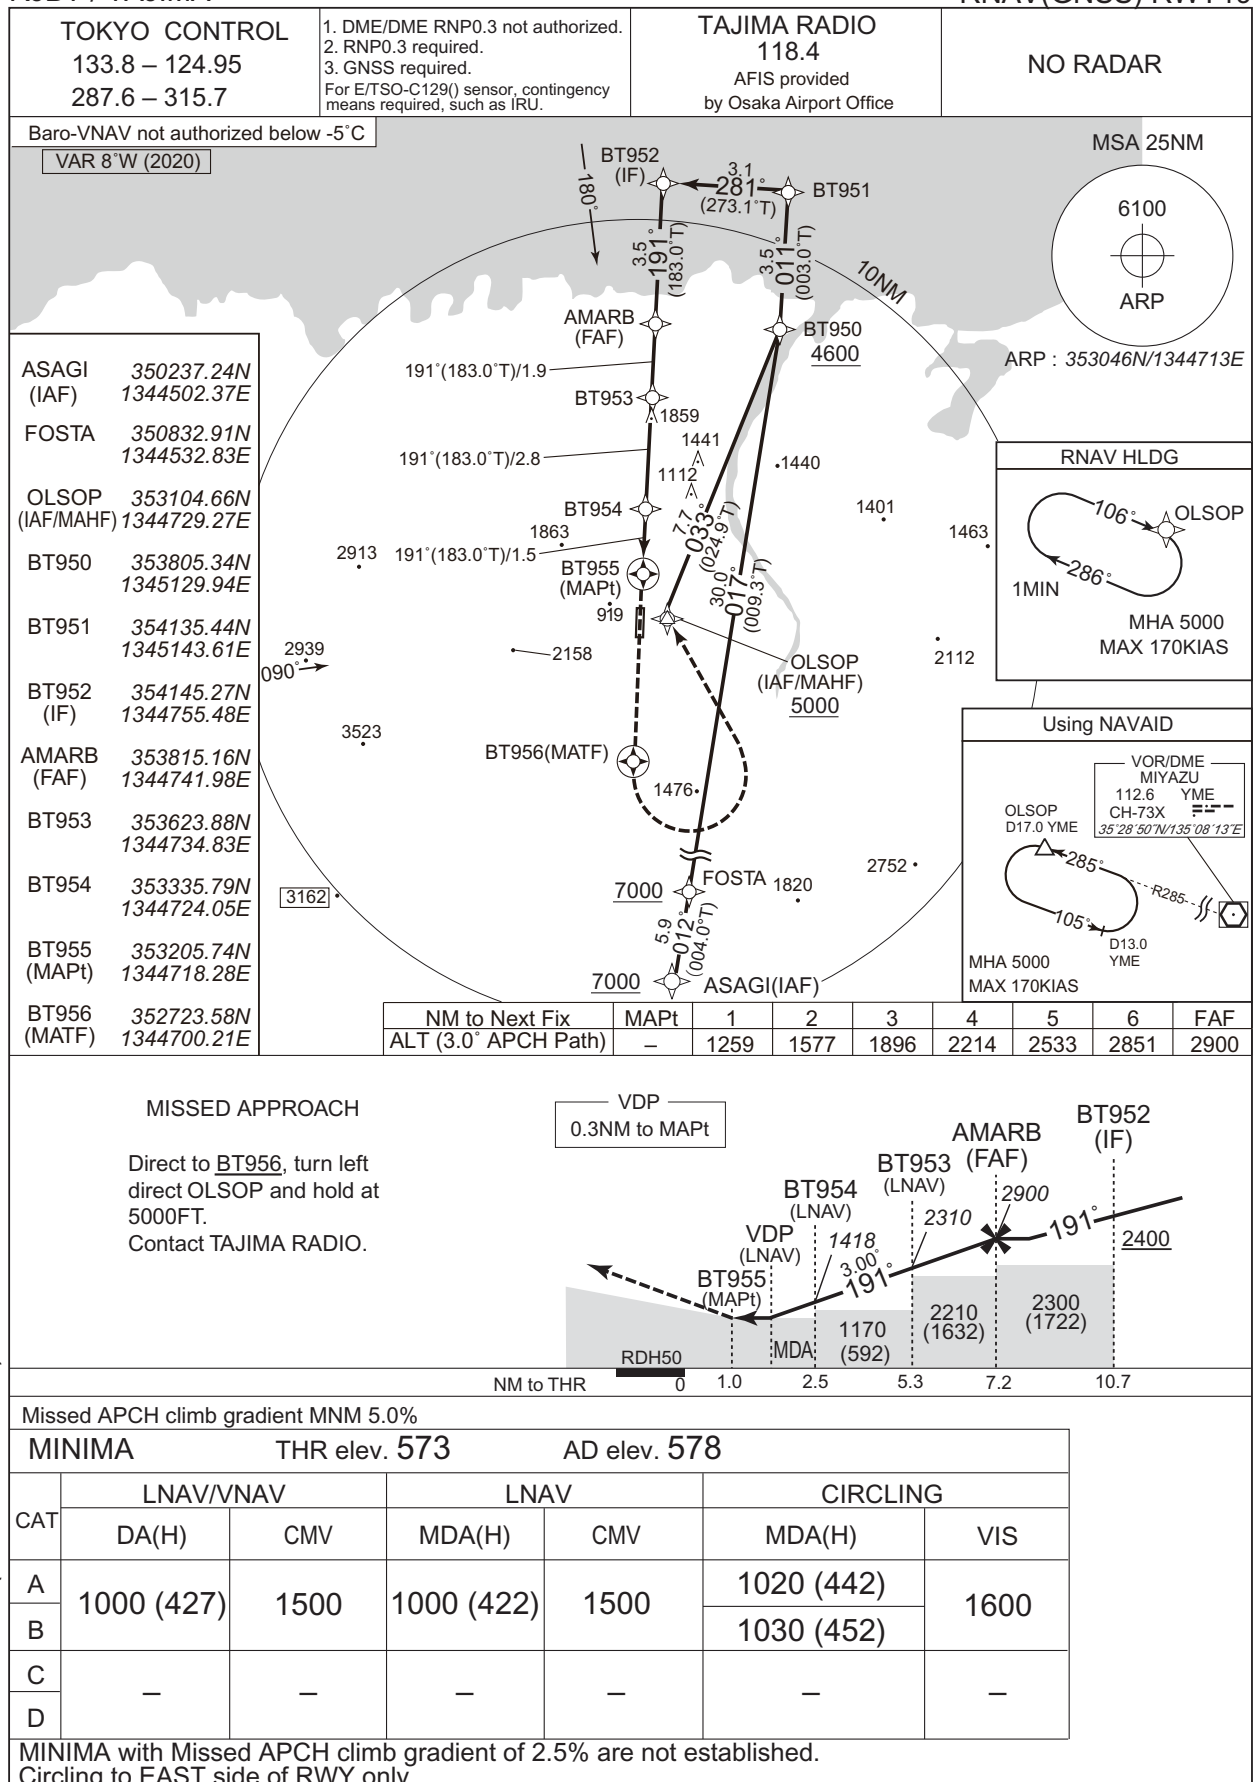 TOKYO CONTROL
133.8 – 124.95
287.6 – 315.7
1. DME/DME RNP0.3 not authorized.
2. RNP0.3 required.
3. GNSS required.
For E/TSO-C129() sensor, contingency
means required, such as IRU.
TAJIMA RADIO
118.4
AFIS provided
by Osaka Airport Office
NO RADAR
Baro-VNAV not authorized below -5˚C
VAR 8˚W (2020)
MSA 25NM
6100
ARP
ARP : 353046N/1344713E
180˚
BT952
(IF)
3.1
281˚
(273.1˚T)
BT951
3.5
191˚
(183.0˚T)
3.5
011˚
(003.0˚T)
10NM
AMARB
(FAF)
BT950
4600
191˚(183.0˚T)/1.9
BT953
1859
1441
191˚(183.0˚T)/2.8
1112
1440
BT954
1401
1863
1463
2913
191˚(183.0˚T)/1.5
7.7
033˚
(024.9˚T)
BT955
(MAPt)
30.0
017˚
(009.3˚T)
919
2939
090˚
2158
OLSOP
(IAF/MAHF)
5000
2112
3523
BT956(MATF)
1476
2752
FOSTA
7000
1820
3162
5.9
012˚
(004.0˚T)
7000
ASAGI(IAF)
ASAGI 350237.24N
(IAF) 1344502.37E
FOSTA 350832.91N
1344532.83E
OLSOP 353104.66N
(IAF/MAHF) 1344729.27E
BT950 353805.34N
1345129.94E
BT951 354135.44N
1345143.61E
BT952 354145.27N
(IF) 1344755.48E
AMARB 353815.16N
(FAF) 1344741.98E
BT953 353623.88N
1344734.83E
BT954 353335.79N
1344724.05E
BT955 353205.74N
(MAPt) 1344718.28E
BT956 352723.58N
(MATF) 1344700.21E
RNAV HLDG
106˚
OLSOP
286˚
1MIN
MHA 5000
MAX 170KIAS
Using NAVAID
VOR/DME
MIYAZU
112.6 YME
CH-73X
35˚28´50˝N/135˚08´13˝E
OLSOP
D17.0 YME
285˚
R285
105˚
D13.0
YME
MHA 5000
MAX 170KIAS
NM to Next Fix MAPt 1 2 3 4 5 6 FAF
ALT (3.0˚ APCH Path) – 1259 1577 1896 2214 2533 2851 2900
MISSED APPROACH
Direct to BT956, turn left
direct OLSOP and hold at
5000FT.
Contact TAJIMA RADIO.
VDP
0.3NM to MAPt
BT952
(IF)
AMARB
(FAF)
BT953
(LNAV)
BT954
(LNAV)
VDP
(LNAV)
BT955
(MAPt)
2900
2310
1418
3.00˚
191˚
191˚
2400
2300
(1722)
2210
(1632)
1170
(592)
MDA
RDH50
NM to THR 0 1.0 2.5 5.3 7.2 10.7
Missed APCH climb gradient MNM 5.0%
MINIMA THR elev. 573 AD elev. 578
CAT LNAV/VNAV LNAV CIRCLING
DA(H) CMV MDA(H) CMV MDA(H) VIS
A 1000 (427) 1500 1000 (422) 1500 1020 (442) 1600
B 1030 (452)
C – – – – – –
D
MINIMA with Missed APCH climb gradient of 2.5% are not established.
Circling to EAST side of RWY only